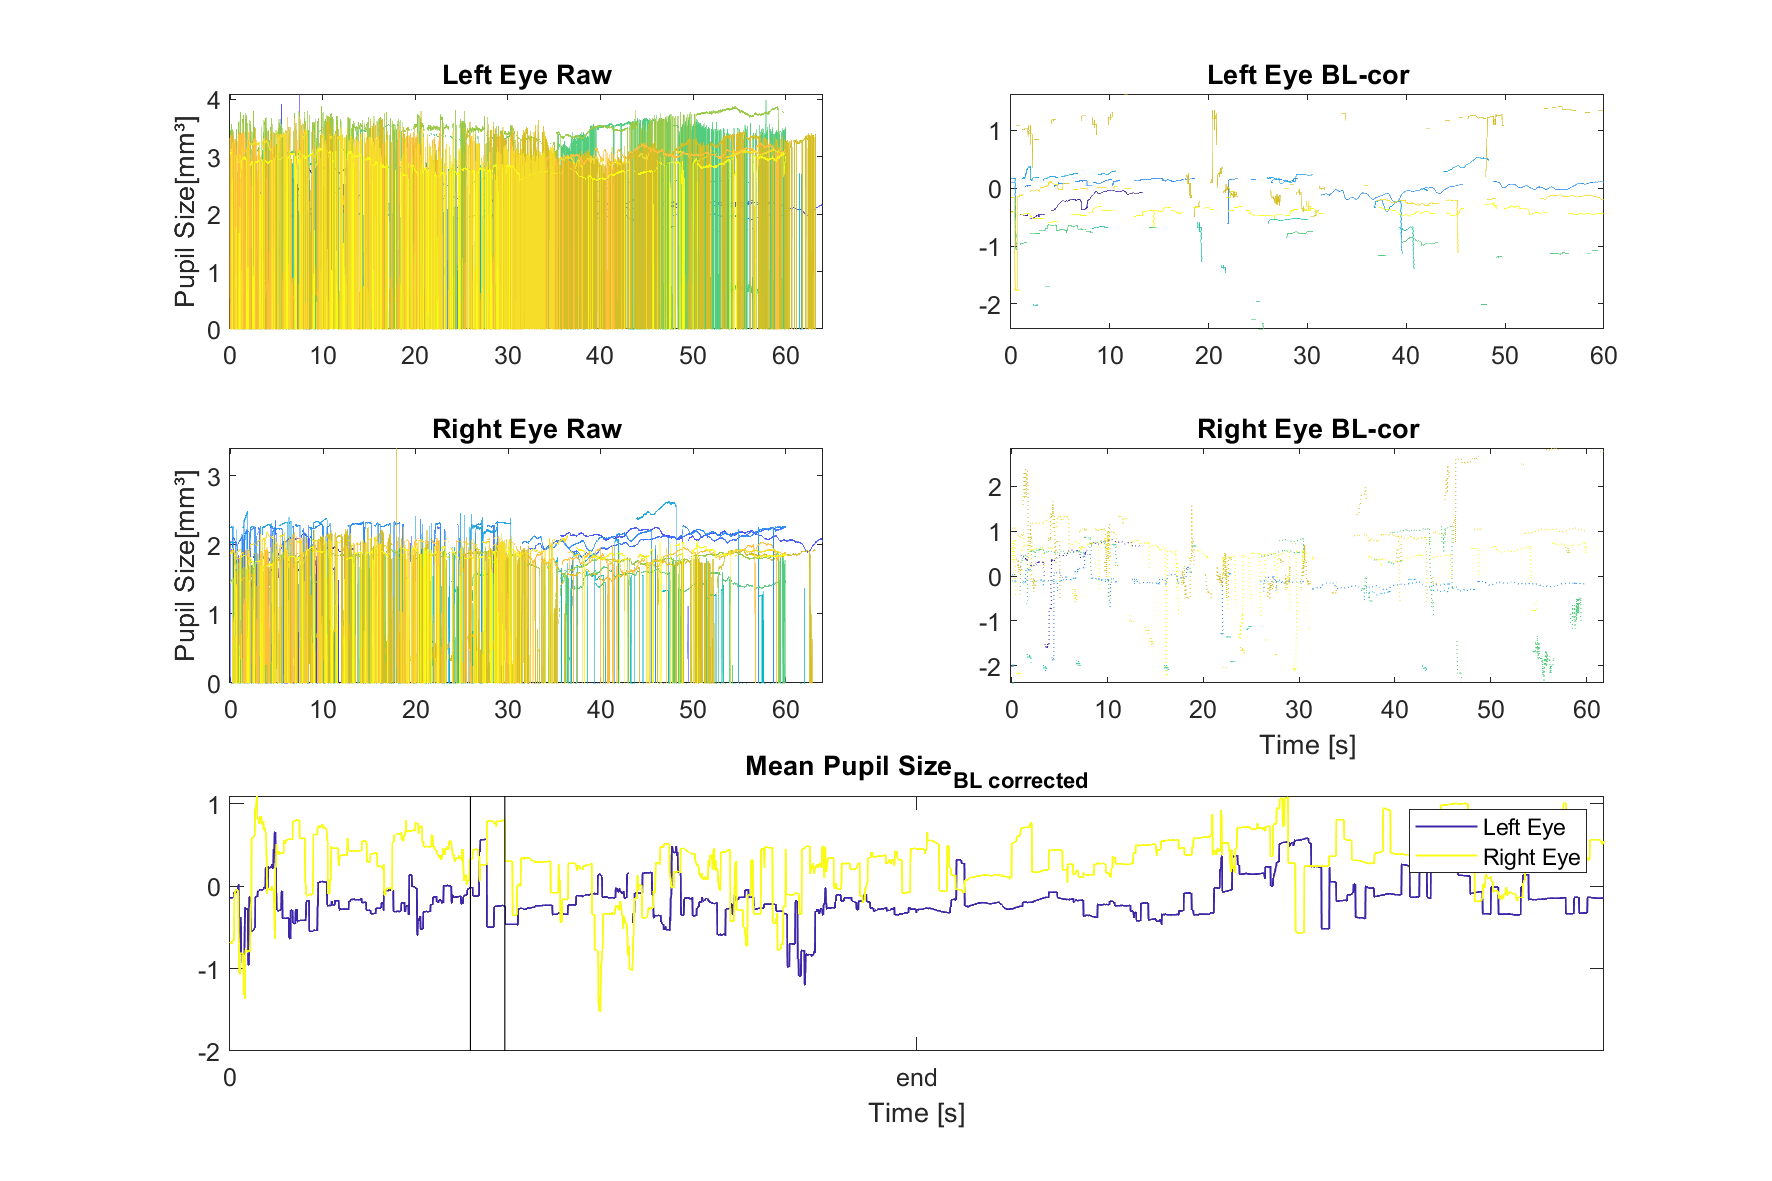 Left Eye Raw
Pupil Size[mm³]
4
3
2
1
0
0 10 20 30 40 50 60
Left Eye BL-cor
1
0
-1
-2
0 10 20 30 40 50 60
Right Eye Raw
Pupil Size[mm³]
3
2
1
0
0 10 20 30 40 50 60
Right Eye BL-cor
2
1
0
-1
-2
0 10 20 30 40 50 60
Time [s]
Mean Pupil Size BL corrected
1
0
-1
-2
Left Eye
Right Eye
0 end
Time [s]